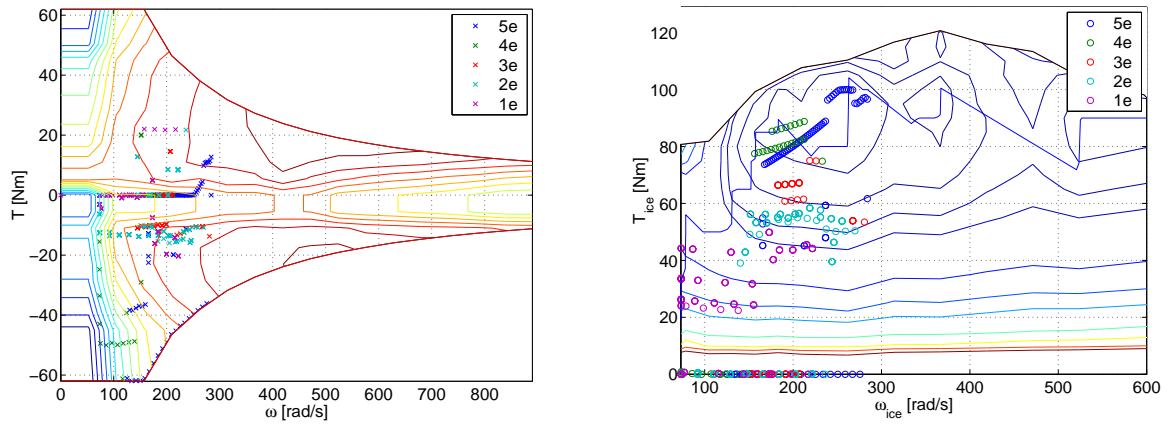 60
40
20
0
−20
−40
−60
0 100 200 300 400 500 600 700 800
T [Nm]
ω [rad/s]
5e
4e
3e
2e
1e
120
100
80
60
40
20
0
100 200 300 400 500 600
T_ice [Nm]
ω_ice [rad/s]
5e
4e
3e
2e
1e